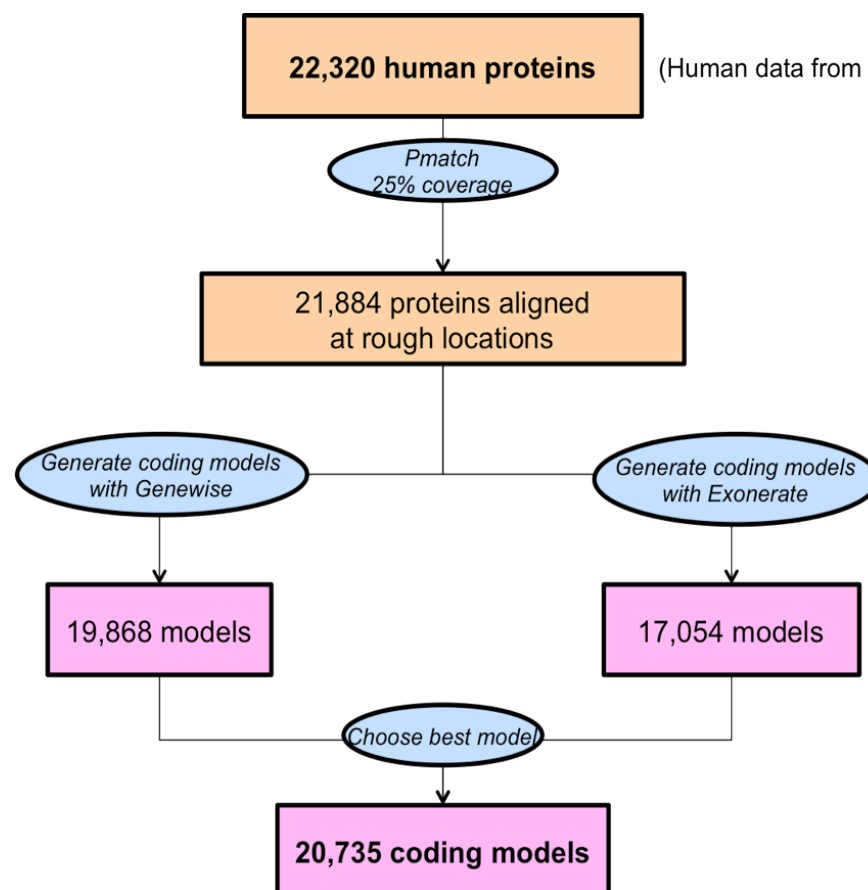 22,320 human proteins
(Human data from
Pmatch
25% coverage
21,884 proteins aligned
at rough locations
Generate coding models
with Genewise
Generate coding models
with Exonerate
19,868 models
17,054 models
Choose best model
20,735 coding models